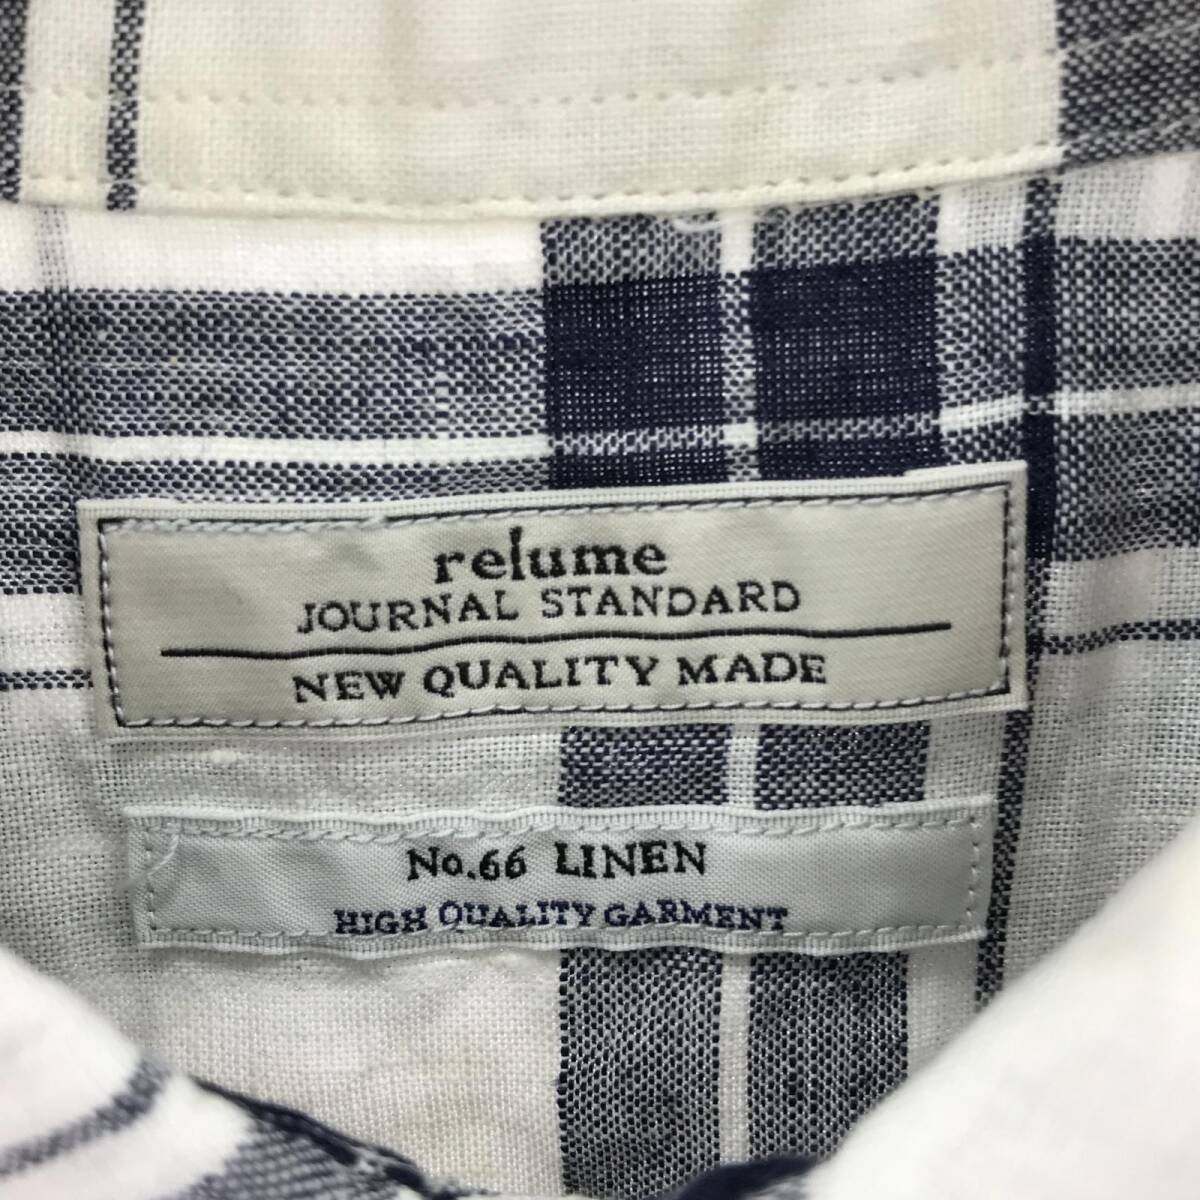 relume
JOURNAL STANDARD
NEW QUALITY MADE
No.66 LINEN
HIGH QUALITY GARMENT